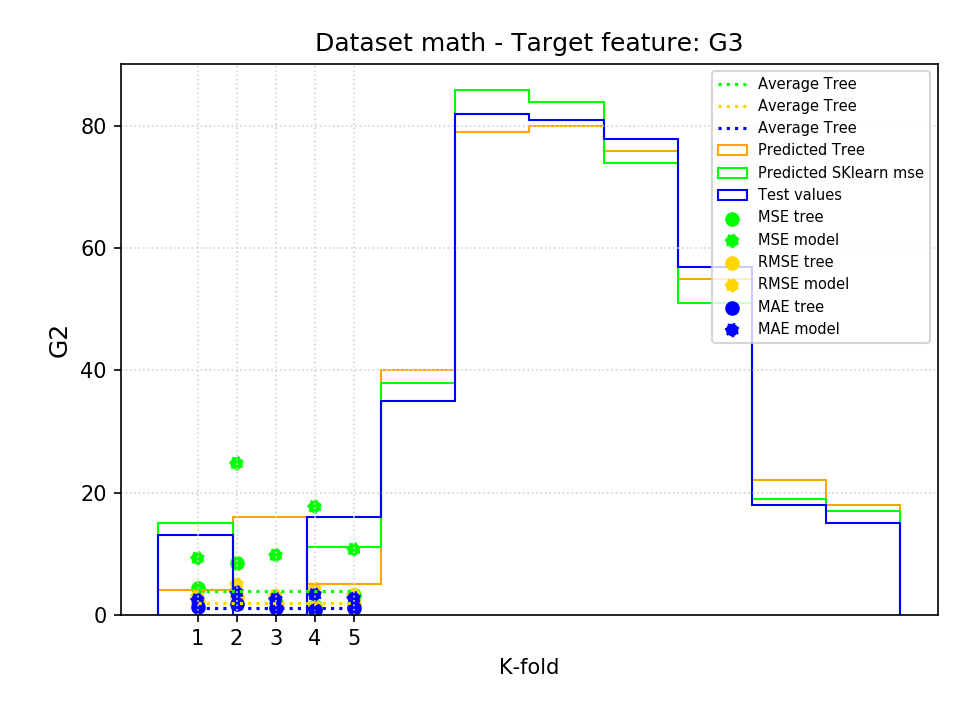 Dataset math - Target feature: G3
Average Tree
Average Tree
Average Tree
Predicted Tree
Predicted SKlearn mse
Test values
MSE tree
MSE model
RMSE tree
RMSE model
MAE tree
MAE model
G2
80
60
40
20
0
1 2 3 4 5
K-fold